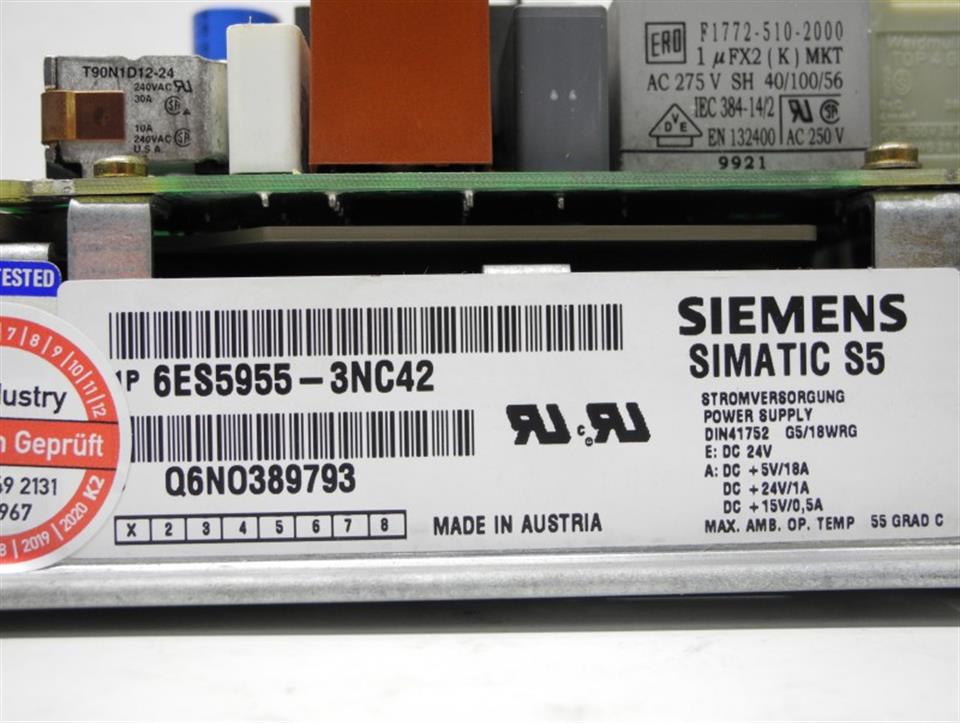 T90N1D12-24
240VAC
30A
10A
240VAC
U.S.A
ERO
F1772-510-2000
1 µFX2 (K) MKT
AC 275 V SH 40/100/56
IEC 384-14/2
VDE
EN 132400
AC 250 V
9921
TESTED
7|8|9|10|11|12
dustry
n Geprüft
69 2131
967
8|2019|2020 K2
1P 6ES5955-3NC42
Q6N0389793
X 2 3 4 5 6 7 8
MADE IN AUSTRIA
SIEMENS
SIMATIC S5
STROMVERSORGUNG
POWER SUPPLY
DIN41752 G5/18WRG
E: DC 24V
A: DC +5V/18A
DC +24V/1A
DC +15V/0,5A
MAX. AMB. OP. TEMP 55 GRAD C